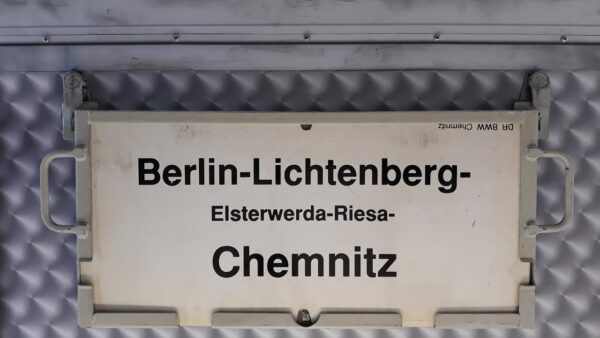 DR BWW Chemnitz
Berlin-Lichtenberg-
Elsterwerda-Riesa-
Chemnitz